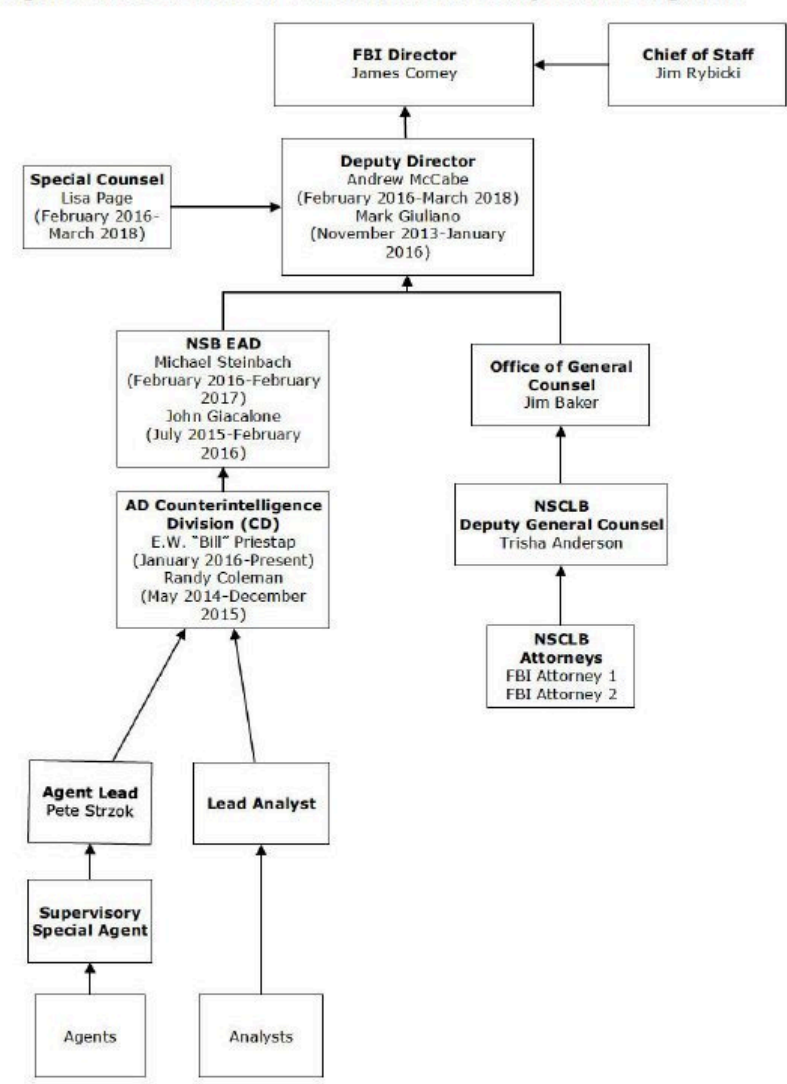 FBI Director
James Comey
Chief of Staff
Jim Rybicki
Deputy Director
Andrew McCabe
(February 2016-March 2018)
Mark Giuliano
(November 2013-January
2016)
Special Counsel
Lisa Page
(February 2016-
March 2018)
NSB EAD
Michael Steinbach
(February 2016-February
2017)
John Giacalone
(July 2015-February
2016)
Office of General
Counsel
Jim Baker
AD Counterintelligence
Division (CD)
E.W. "Bill" Priestap
(January 2016-Present)
Randy Coleman
(May 2014-December
2015)
NSCLB
Deputy General Counsel
Trisha Anderson
NSCLB
Attorneys
FBI Attorney 1
FBI Attorney 2
Agent Lead
Pete Strzok
Lead Analyst
Supervisory
Special Agent
Agents
Analysts